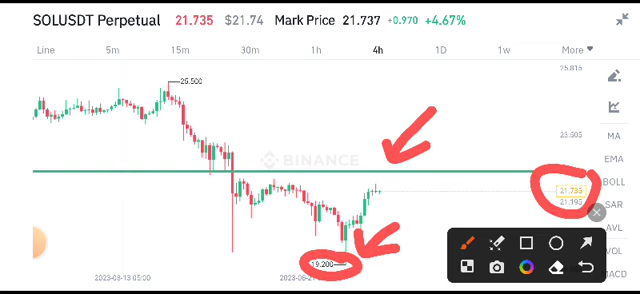 SOLUSDT Perpetual 21.735 $21.74 Mark Price 21.737 +0.970 +4.67%
Line 5m 15m 30m 1h 4h 1D 1w More
25.815
25.500
23.505
MA
EMA
BINANCE
BOLL
21.735
21.195
SAR
AVL
VOL
19.200
MACD
2023-08-13 05:00